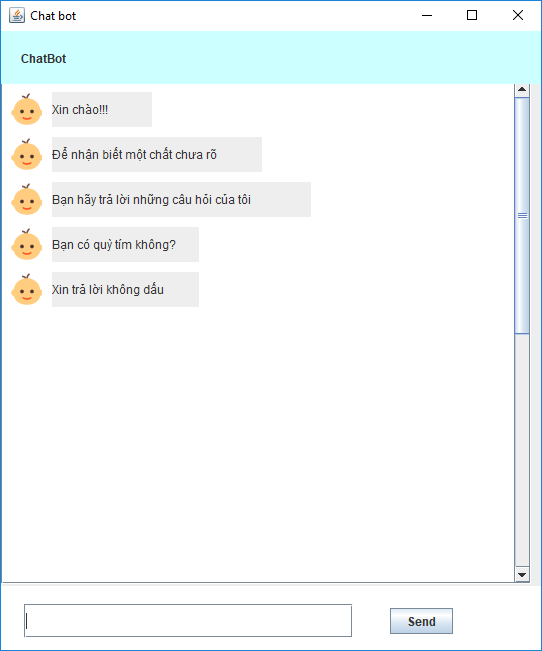 Chat bot
ChatBot
Xin chào!!!
Để nhận biết một chất chưa rõ
Bạn hãy trả lời những câu hỏi của tôi
Bạn có quỳ tím không?
Xin trả lời không dấu
Send